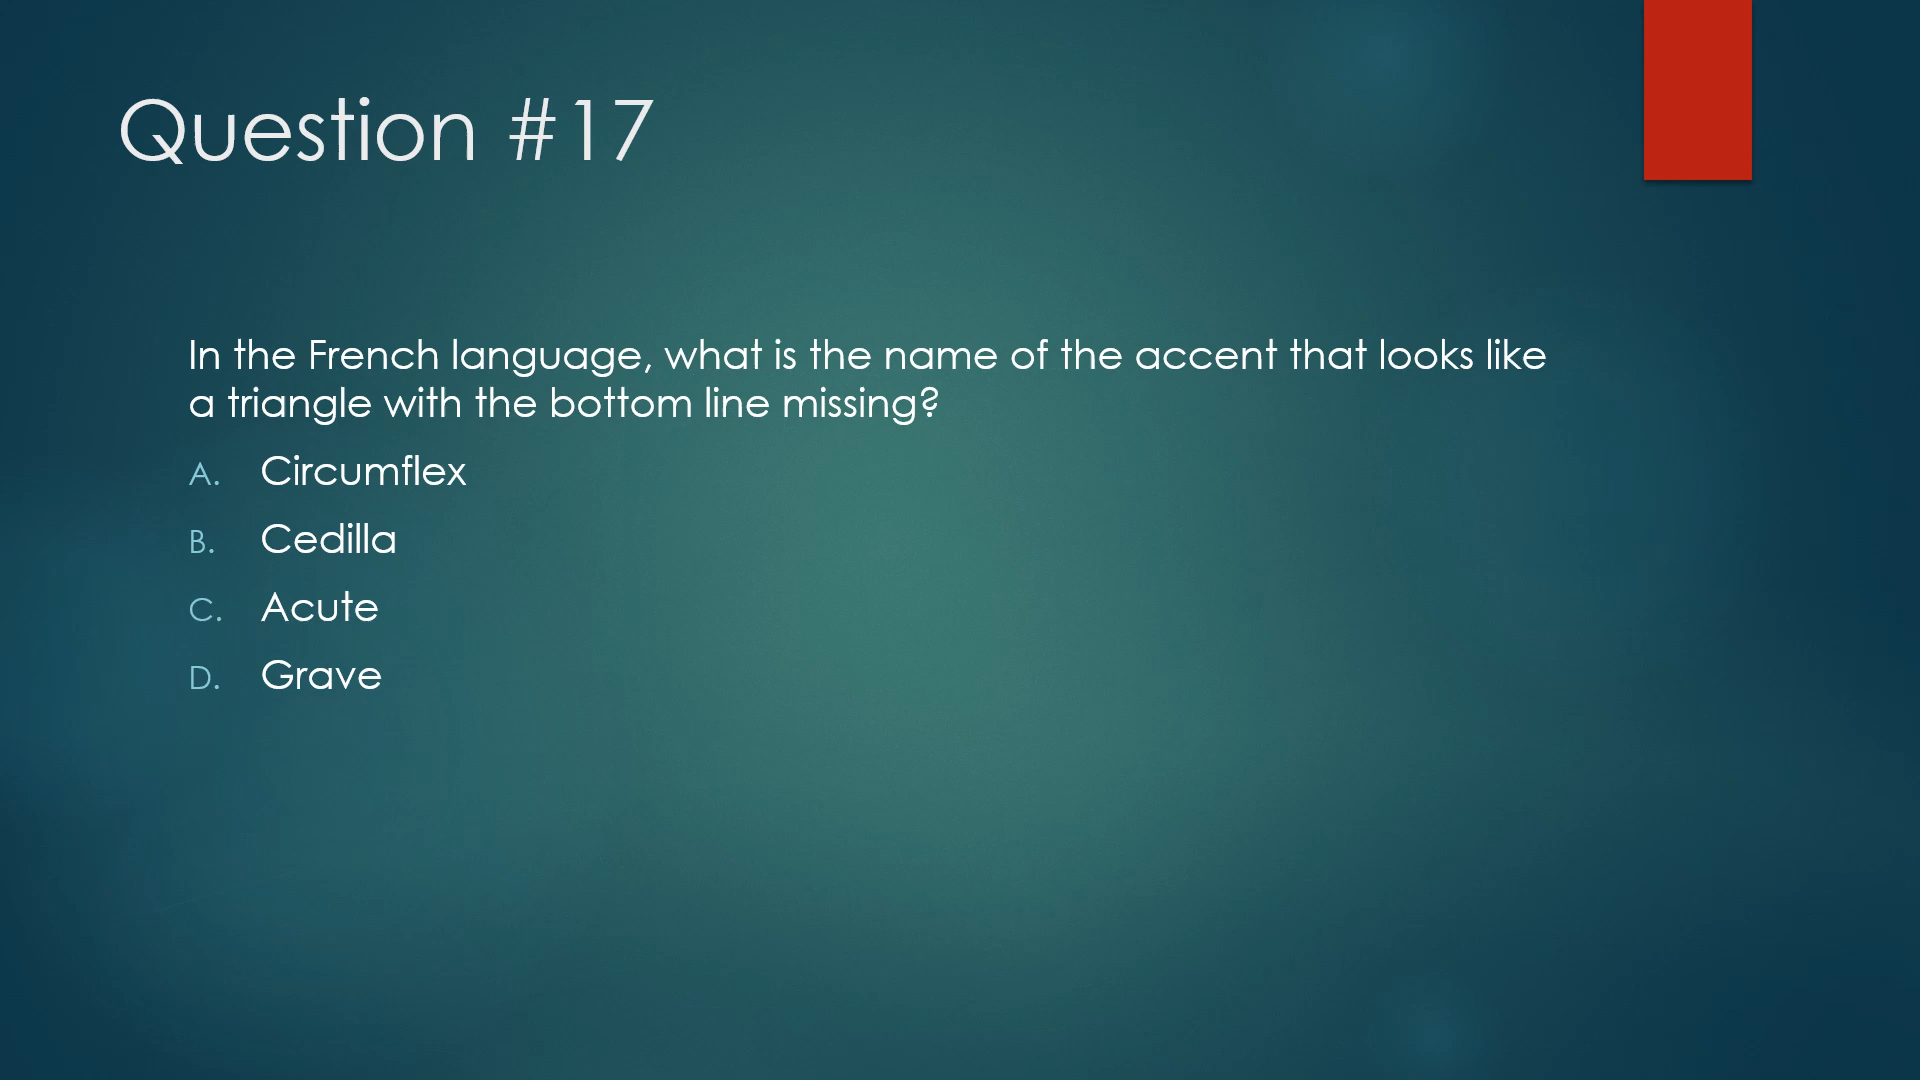 Question #17
In the French language, what is the name of the accent that looks like
a triangle with the bottom line missing?
A. Circumflex
B. Cedilla
C. Acute
D. Grave